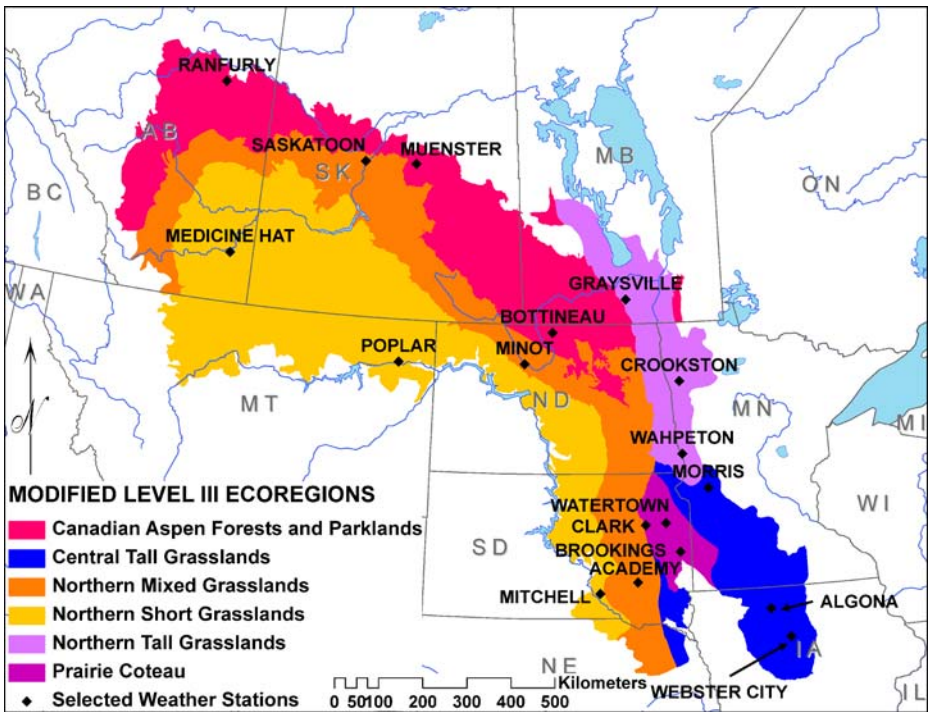 RANFURLY
AB
SASKATOON
MUENSTER
SK
MB
BC
ON
MEDICINE HAT
GRAYSVILLE
WA
BOTTINEAU
POPLAR
MINOT
CROOKSTON
N
MT
ND
MN
MI
WAHPETON
MORRIS
MODIFIED LEVEL III ECOREGIONS
WI
Canadian Aspen Forests and Parklands
WATERTOWN
Central Tall Grasslands
CLARK
SD
BROOKINGS
Northern Mixed Grasslands
ACADEMY
MITCHELL
ALGONA
Northern Short Grasslands
Northern Tall Grasslands
IA
Prairie Coteau
NE
Kilometers
WEBSTER CITY
IL
Selected Weather Stations
0 50100 200 300 400 500